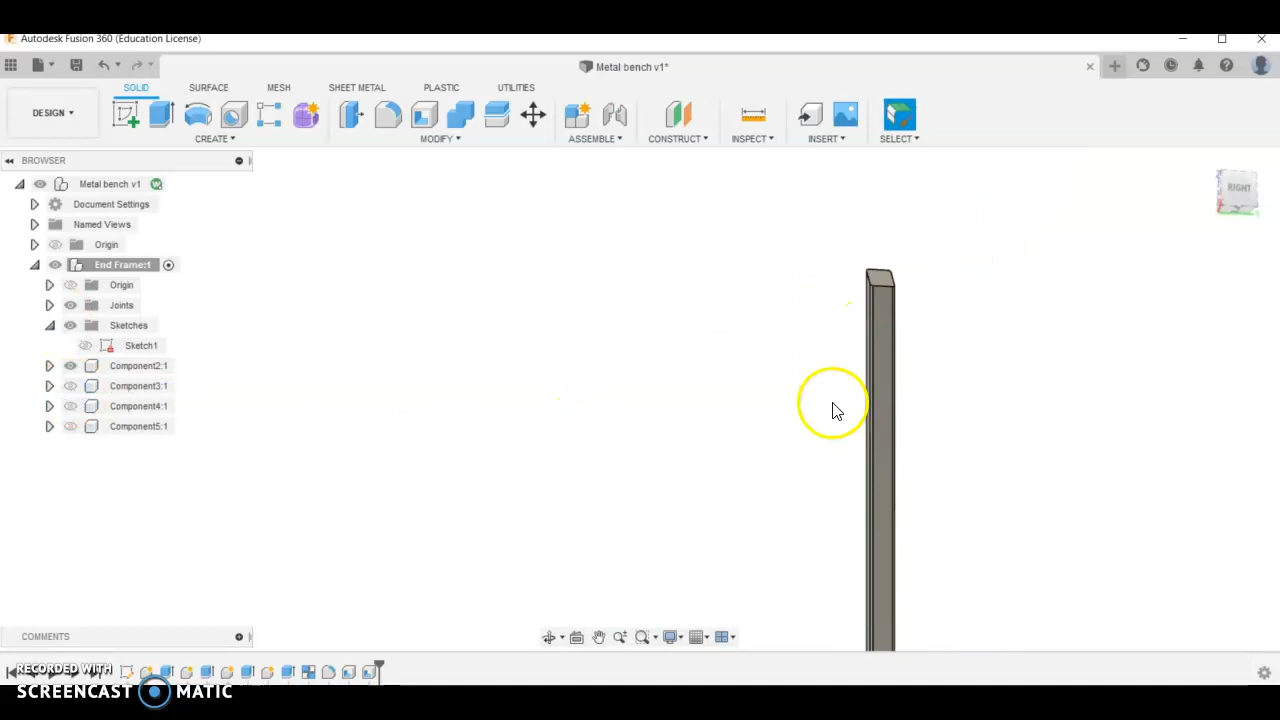 Autodesk Fusion 360 (Education License)
Metal bench v1*
SOLID SURFACE MESH SHEET METAL PLASTIC UTILITIES
DESIGN ▾
CREATE ▾ MODIFY ▾ ASSEMBLE ▾ CONSTRUCT ▾ INSPECT ▾ INSERT ▾ SELECT ▾
BROWSER
RIGHT
Metal bench v1
Document Settings
Named Views
Origin
End Frame:1
Origin
Joints
Sketches
Sketch1
Component2:1
Component3:1
Component4:1
Component5:1
COMMENTS
RECORDED WITH
SCREENCAST MATIC